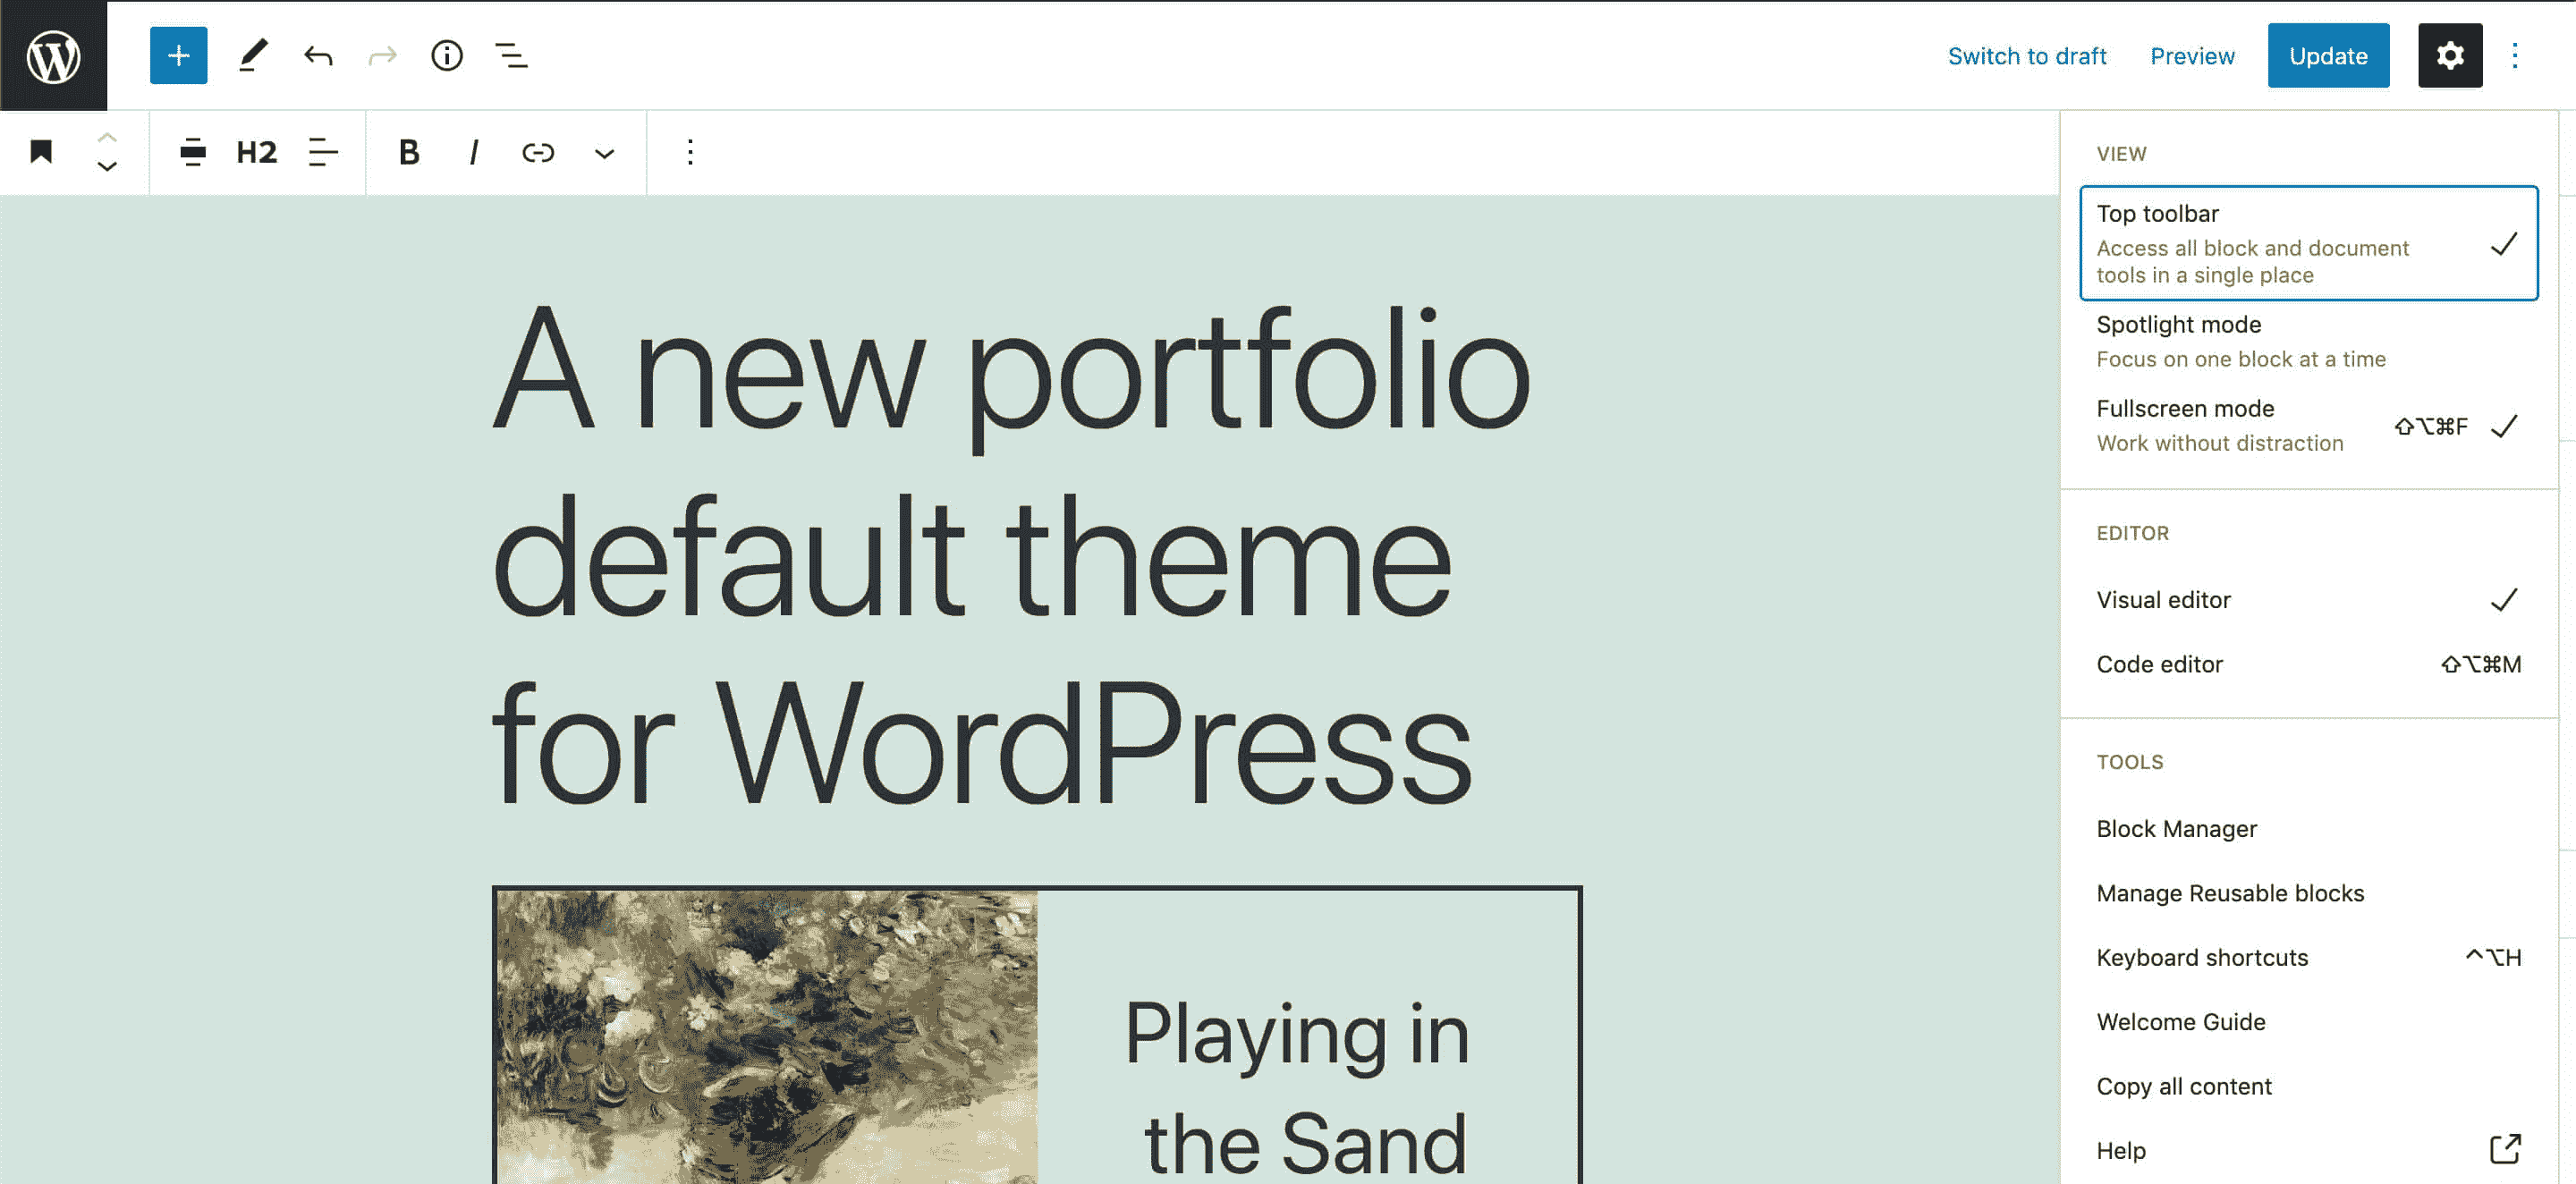 Switch to draft
Preview
Update
H2
B
I
A new portfolio
default theme
for WordPress
Playing in
the Sand
VIEW
Top toolbar
Access all block and document
tools in a single place
Spotlight mode
Focus on one block at a time
Fullscreen mode
⇧⌥⌘F
Work without distraction
EDITOR
Visual editor
Code editor
⇧⌥⌘M
TOOLS
Block Manager
Manage Reusable blocks
Keyboard shortcuts
⌃⌥H
Welcome Guide
Copy all content
Help